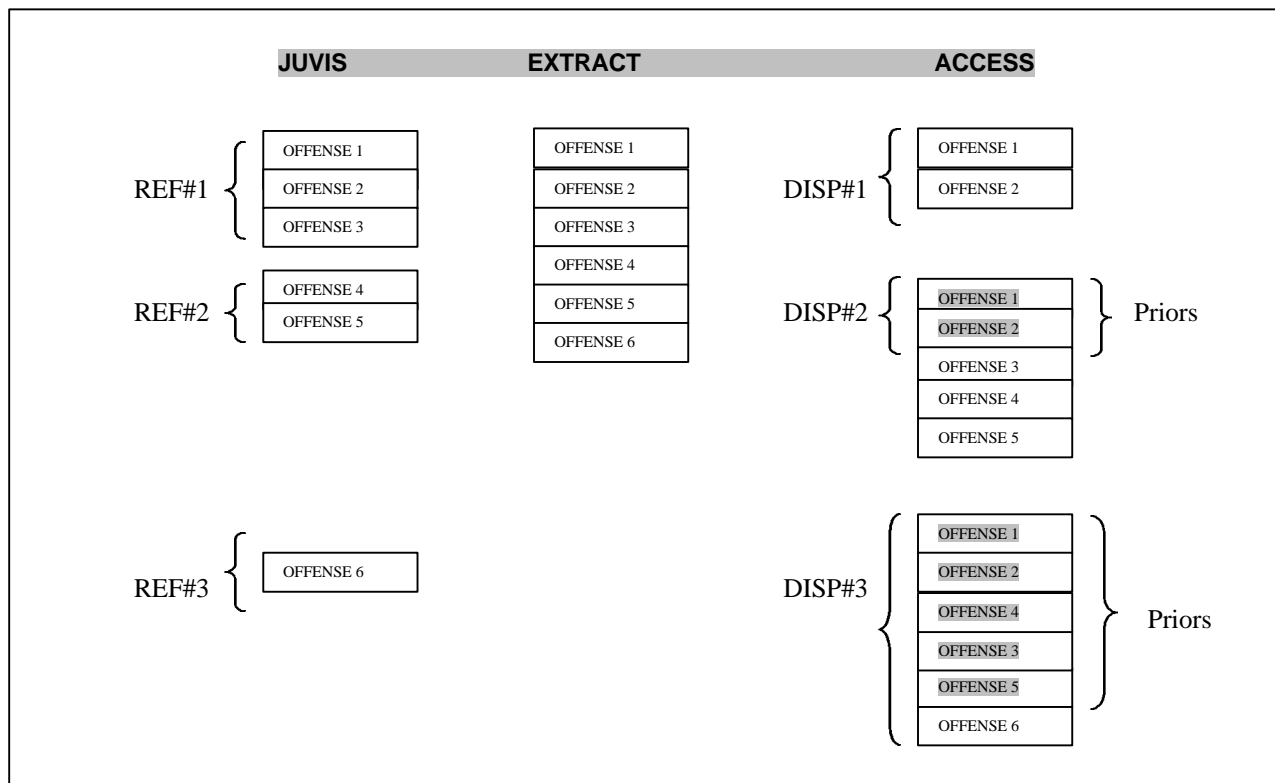 JUVIS EXTRACT ACCESS
REF#1
OFFENSE 1
OFFENSE 2
OFFENSE 3
REF#2
OFFENSE 4
OFFENSE 5
REF#3
OFFENSE 6
OFFENSE 1
OFFENSE 2
OFFENSE 3
OFFENSE 4
OFFENSE 5
OFFENSE 6
DISP#1
OFFENSE 1
OFFENSE 2
DISP#2
OFFENSE 1
OFFENSE 2
OFFENSE 3
OFFENSE 4
OFFENSE 5
Priors
DISP#3
OFFENSE 1
OFFENSE 2
OFFENSE 4
OFFENSE 3
OFFENSE 5
OFFENSE 6
Priors